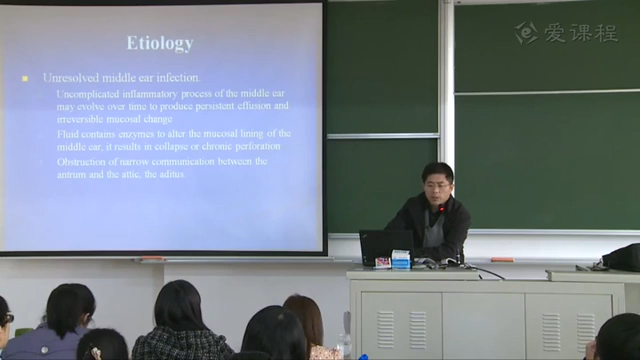 爱课程
Etiology
Unresolved middle ear infection.
Uncomplicated inflammatory process of the middle ear
may evolve over time to produce persistent effusion and
irreversible mucosal change
Fluid contains enzymes to alter the mucosal lining of the
middle ear, it results in collapse or chronic perforation
Obstruction of narrow communication between the
antrum and the attic, the aditus